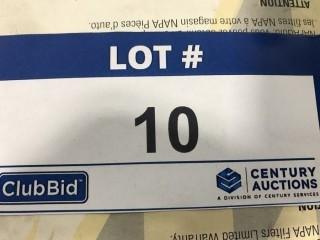 ATTENTION
les filtres NAPA à votre magasin NAPA Pièces d'auto.
LOT #
10
ClubBid™
CENTURY
AUCTIONS
A DIVISION OF CENTURY SERVICES
NAPA Filters Limited Warranty.